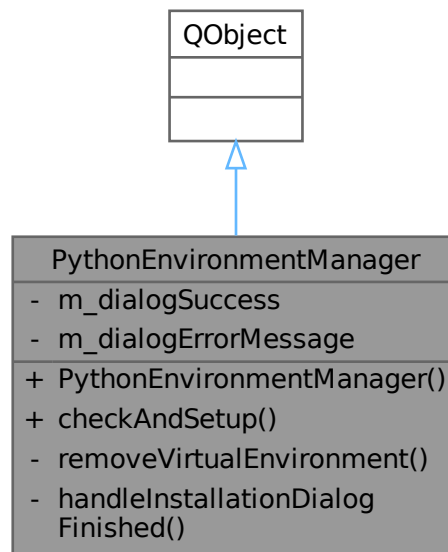 QObject
PythonEnvironmentManager
- m_dialogSuccess
- m_dialogErrorMessage
+ PythonEnvironmentManager()
+ checkAndSetup()
- removeVirtualEnvironment()
- handleInstallationDialog
Finished()